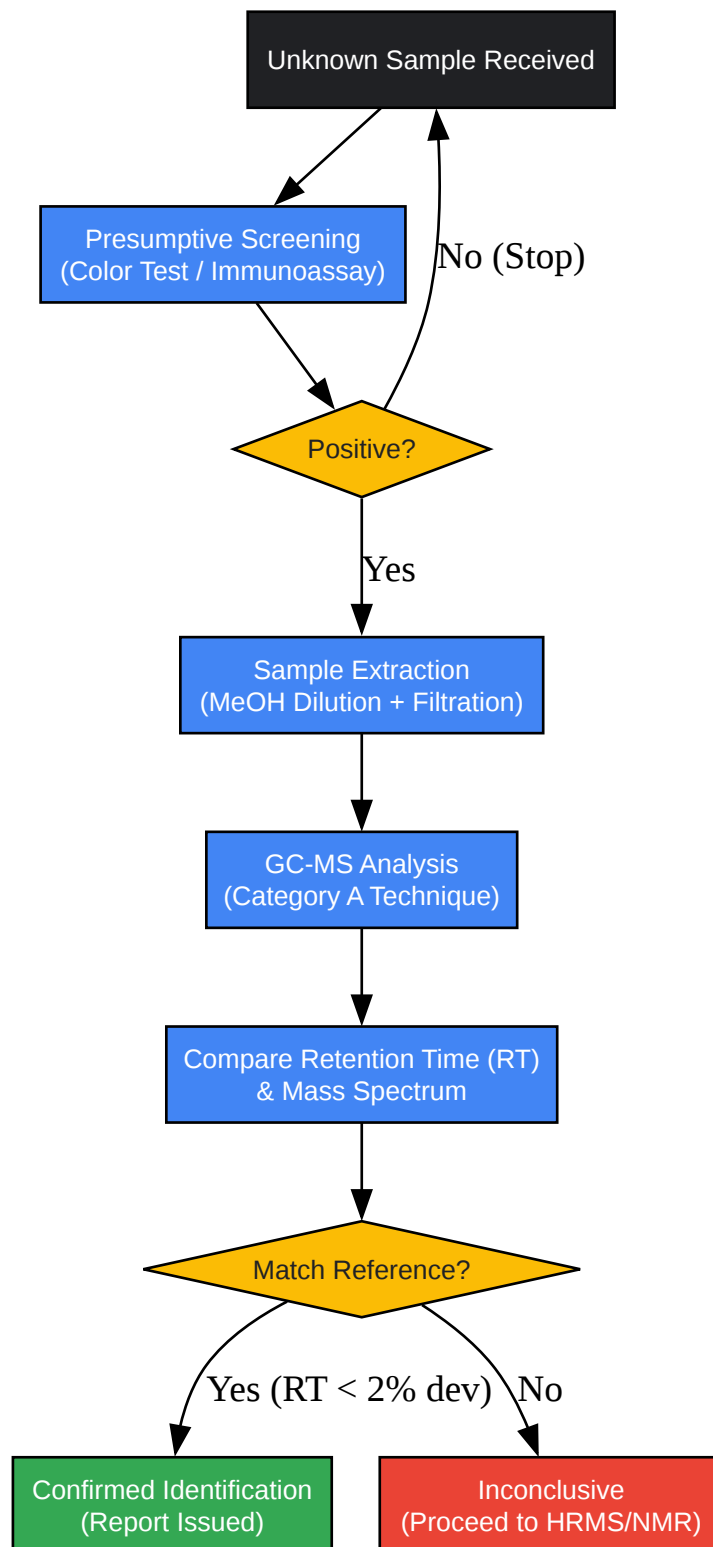 Unknown Sample Received
Presumptive Screening
(Color Test / Immunoassay)
No (Stop)
Positive?
Yes
Sample Extraction
(MeOH Dilution + Filtration)
GC-MS Analysis
(Category A Technique)
Compare Retention Time (RT)
& Mass Spectrum
Match Reference?
Yes (RT < 2% dev)
No
Confirmed Identification
(Report Issued)
Inconclusive
(Proceed to HRMS/NMR)